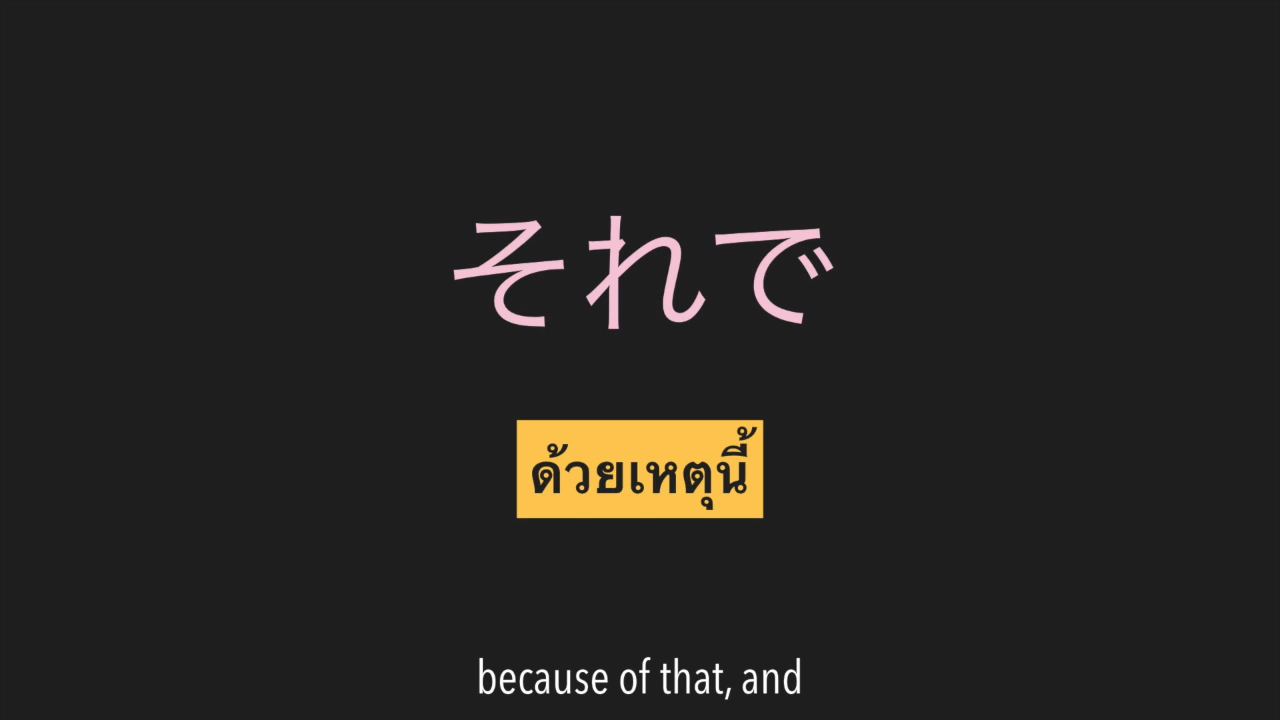 それで
ด้วยเหตุนี้
because of that, and